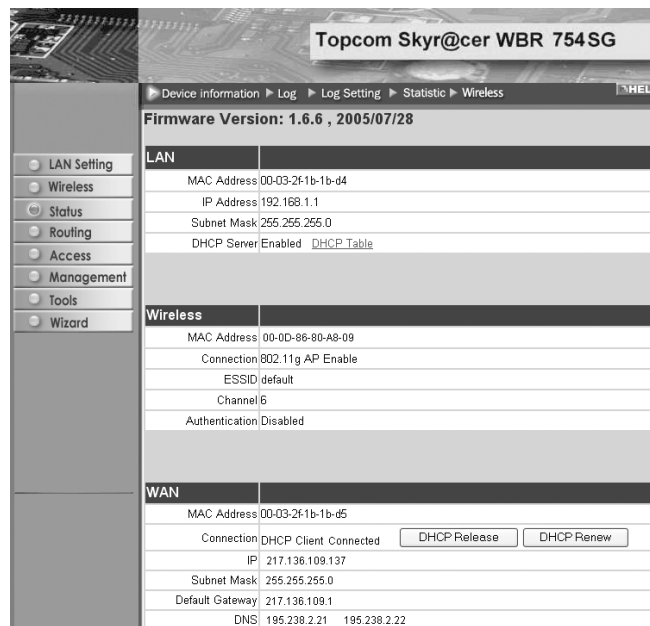 Topcom Skyr@cer WBR 754SG
Device information Log Log Setting Statistic Wireless HEL
Firmware Version: 1.6.6 , 2005/07/28
LAN Setting
Wireless
Status
Routing
Access
Management
Tools
Wizard
LAN
MAC Address 00-03-2f-1b-1b-d4
IP Address 192.168.1.1
Subnet Mask 255.255.255.0
DHCP Server Enabled DHCP Table
Wireless
MAC Address 00-0D-86-80-A8-09
Connection 802.11g AP Enable
ESSID default
Channel 6
Authentication Disabled
WAN
MAC Address 00-03-2f-1b-1b-d5
Connection DHCP Client Connected DHCP Release DHCP Renew
IP 217.136.109.137
Subnet Mask 255.255.255.0
Default Gateway 217.136.109.1
DNS 195.238.2.21 195.238.2.22